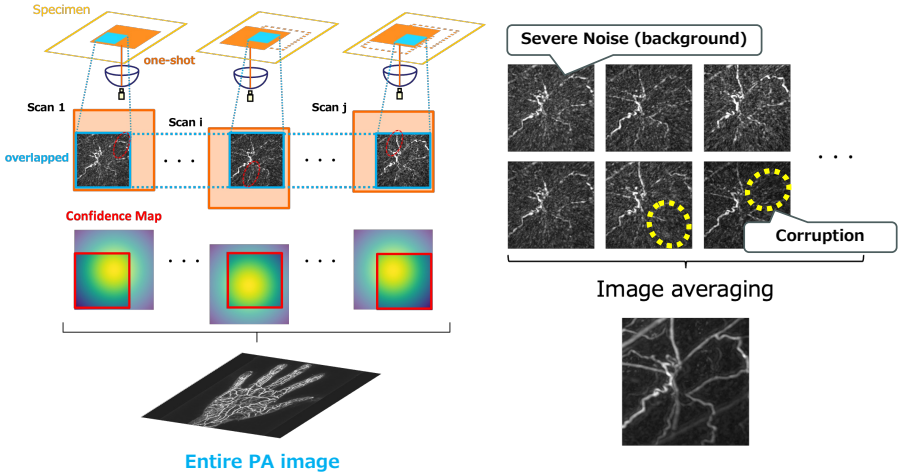 Specimen
one-shot
Scan 1
Scan i
Scan j
overlapped
. . .
. . .
Confidence Map
. . .
. . .
Entire PA image
Severe Noise (background)
. . .
Corruption
Image averaging